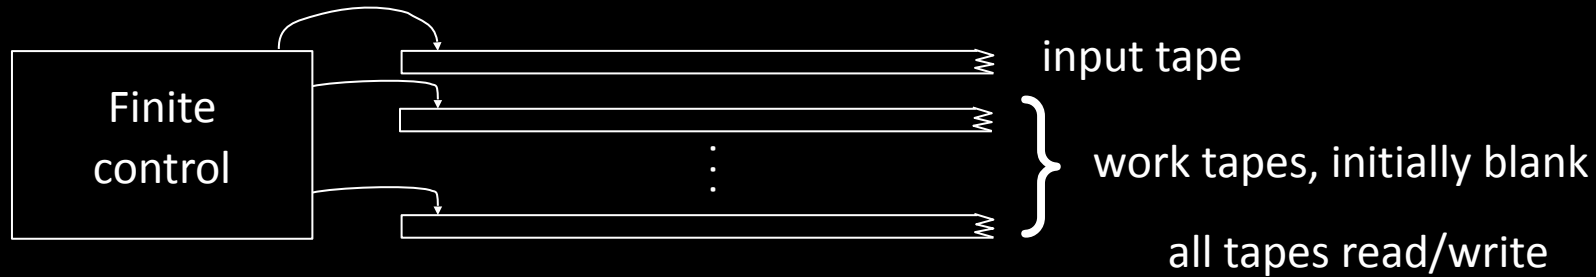 Finite
control
input tape
work tapes, initially blank
all tapes read/write